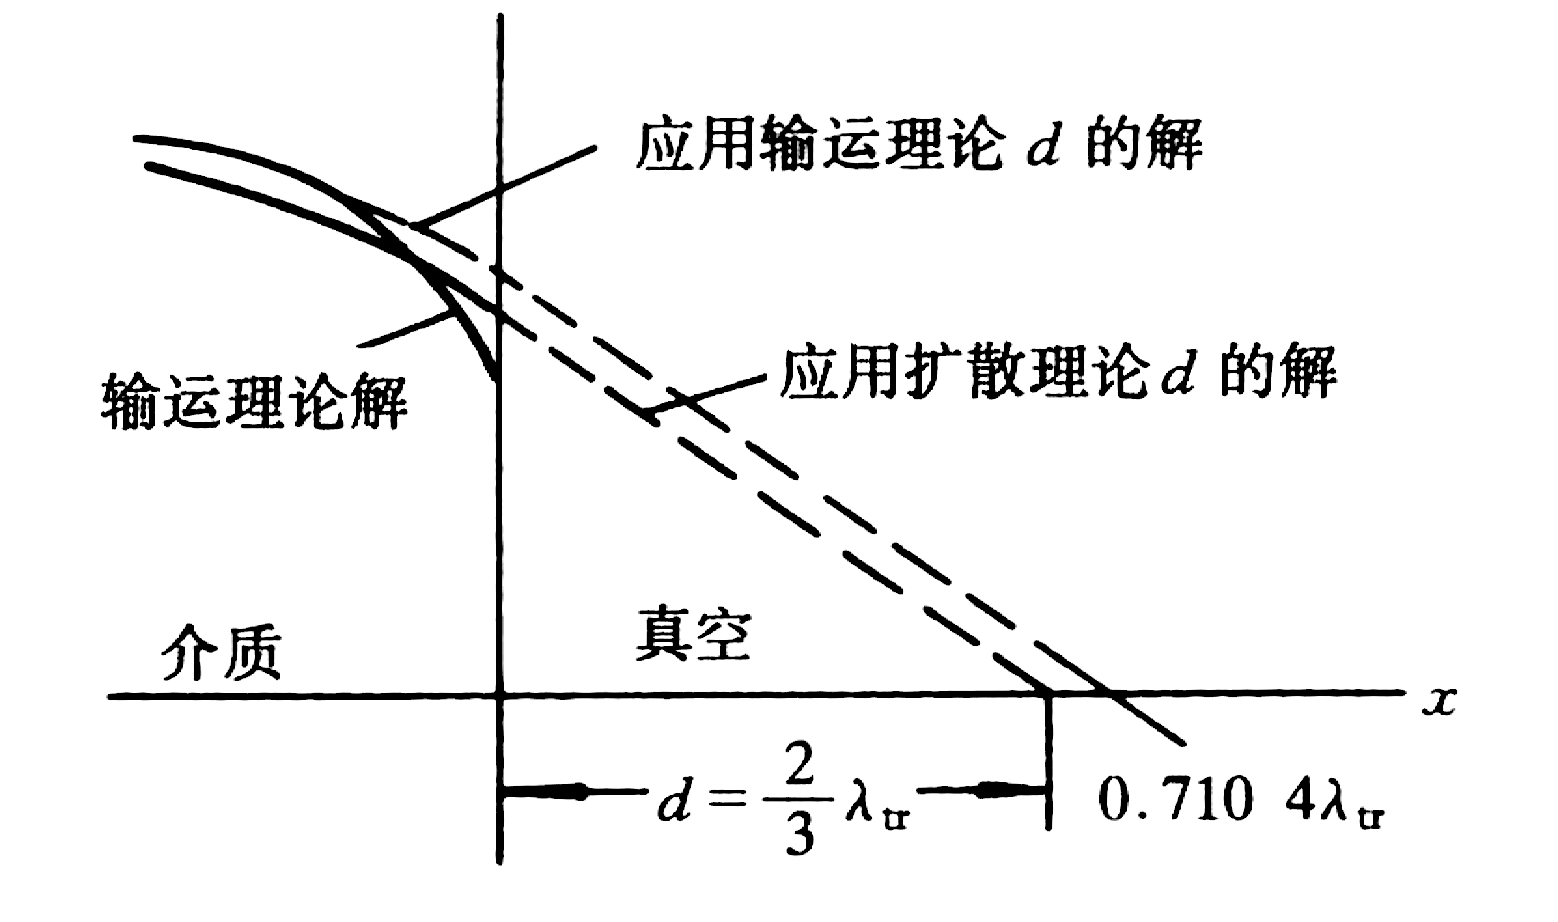 应用输运理论 d 的解
应用扩散理论d 的解
输运理论解
介质
真空
x
d = 2/3 λtr
0.710 4λtr